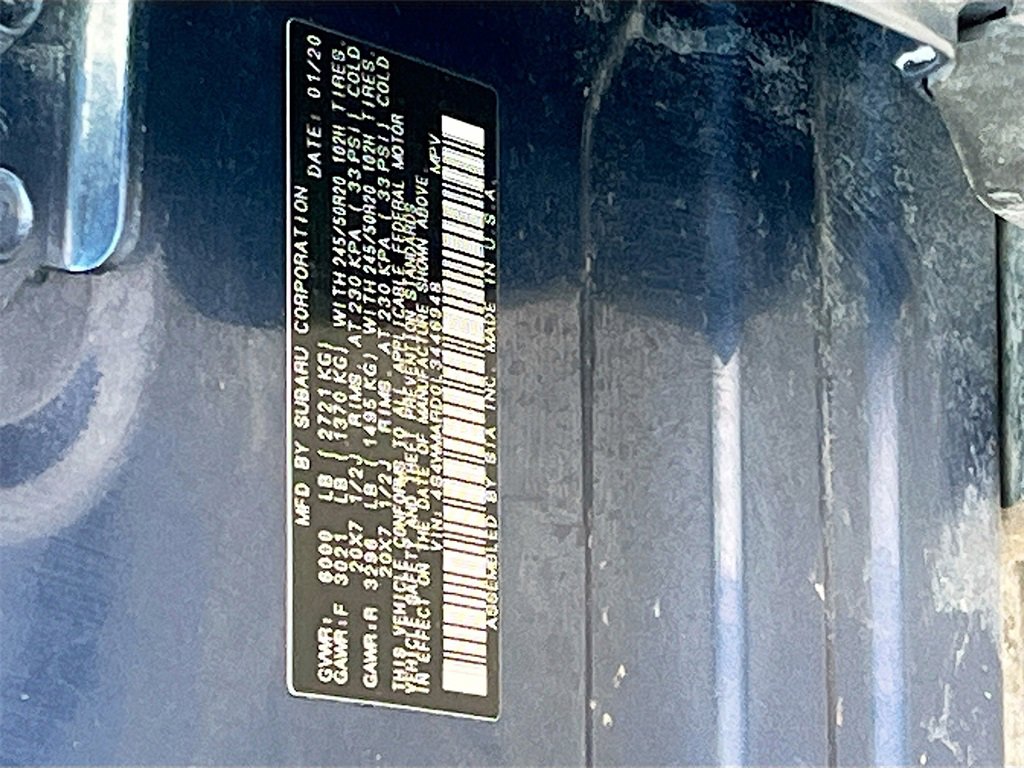 MFD BY SUBARU CORPORATION DATE: 01/20
GVWR: 6000 LB ( 2721 KG)
GAWR:F 3021 LB ( 1370 KG) WITH 245/50R20 102H TIRES,
20X7 1/2J RIMS AT 230 KPA ( 33 PSI) COLD
GAWR:R 3296 LB ( 1495 KG) WITH 245/50R20 102H TIRES,
20X7 1/2J RIMS AT 230 KPA ( 33 PSI) COLD
THIS VEHICLE CONFORMS TO ALL APPLICABLE FEDERAL MOTOR
VEHICLE SAFETY AND THEFT PREVENTION STANDARDS
IN EFFECT ON THE DATE OF MANUFACTURE SHOWN ABOVE.
VIN: MPV
ASSEMBLED BY SIA INC. MADE IN U.S.A.